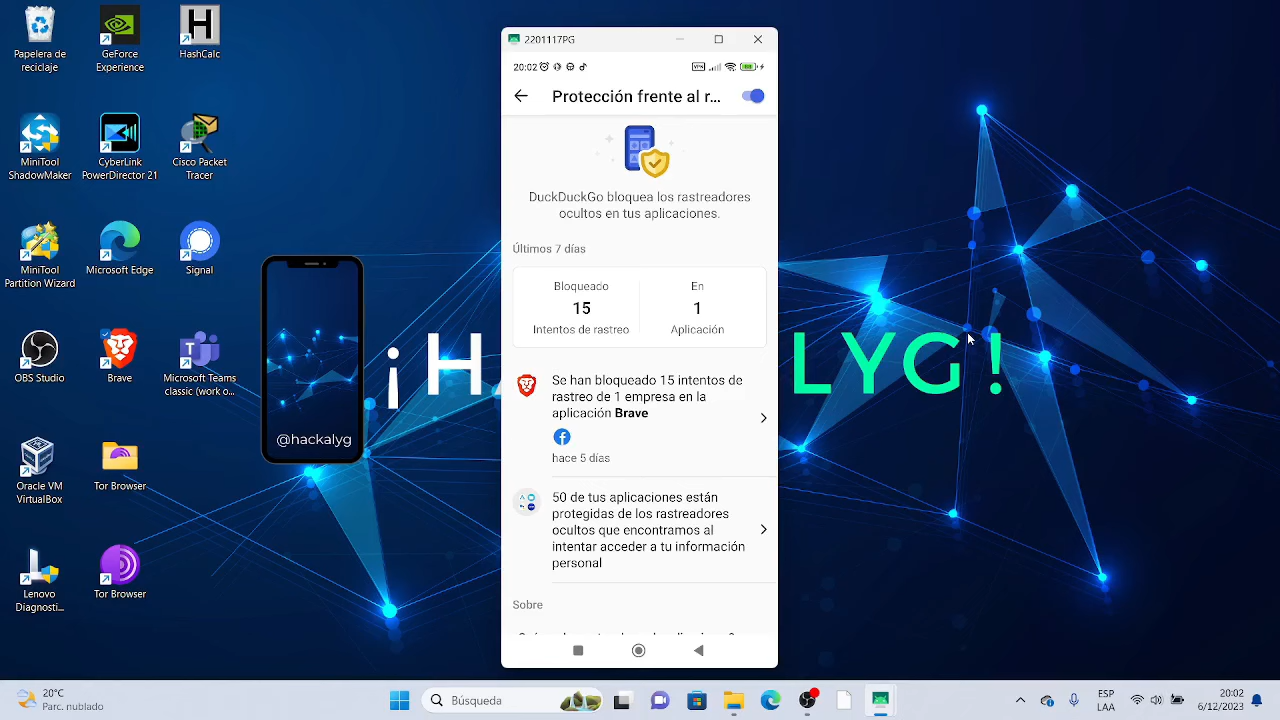 Papelera de
reciclaje
GeForce
Experience
HashCalc
MiniTool
ShadowMaker
CyberLink
PowerDirector 21
Cisco Packet
Tracer
MiniTool
Partition Wizard
Microsoft Edge
Signal
OBS Studio
Brave
Microsoft Teams
classic (work o...
Oracle VM
VirtualBox
Tor Browser
Lenovo
Diagnosti...
Tor Browser
@hackalyg
¡H
LYG!
2201117PG
20:02
VPN
Protección frente al r...
DuckDuckGo bloquea los rastreadores
ocultos en tus aplicaciones.
Últimos 7 días
Bloqueado
15
Intentos de rastreo
En
1
Aplicación
Se han bloqueado 15 intentos de
rastreo de 1 empresa en la
aplicación Brave
hace 5 días
50 de tus aplicaciones están
protegidas de los rastreadores
ocultos que encontramos al
intentar acceder a tu información
personal
Sobre
20°C
Parc. nublado
Búsqueda
ESP
LAA
20:02
6/12/2023